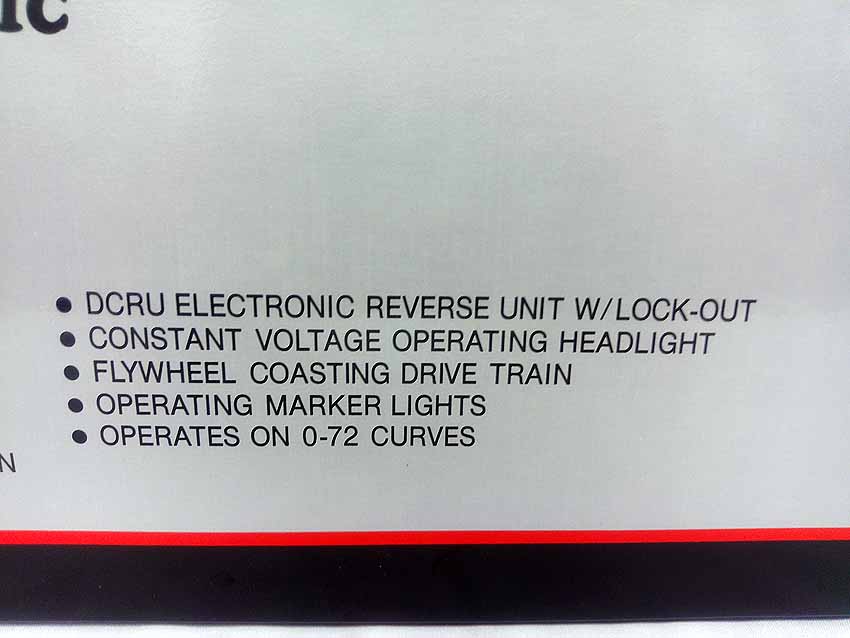 ic
• DCRU ELECTRONIC REVERSE UNIT W/LOCK-OUT
• CONSTANT VOLTAGE OPERATING HEADLIGHT
• FLYWHEEL COASTING DRIVE TRAIN
• OPERATING MARKER LIGHTS
• OPERATES ON 0-72 CURVES
N